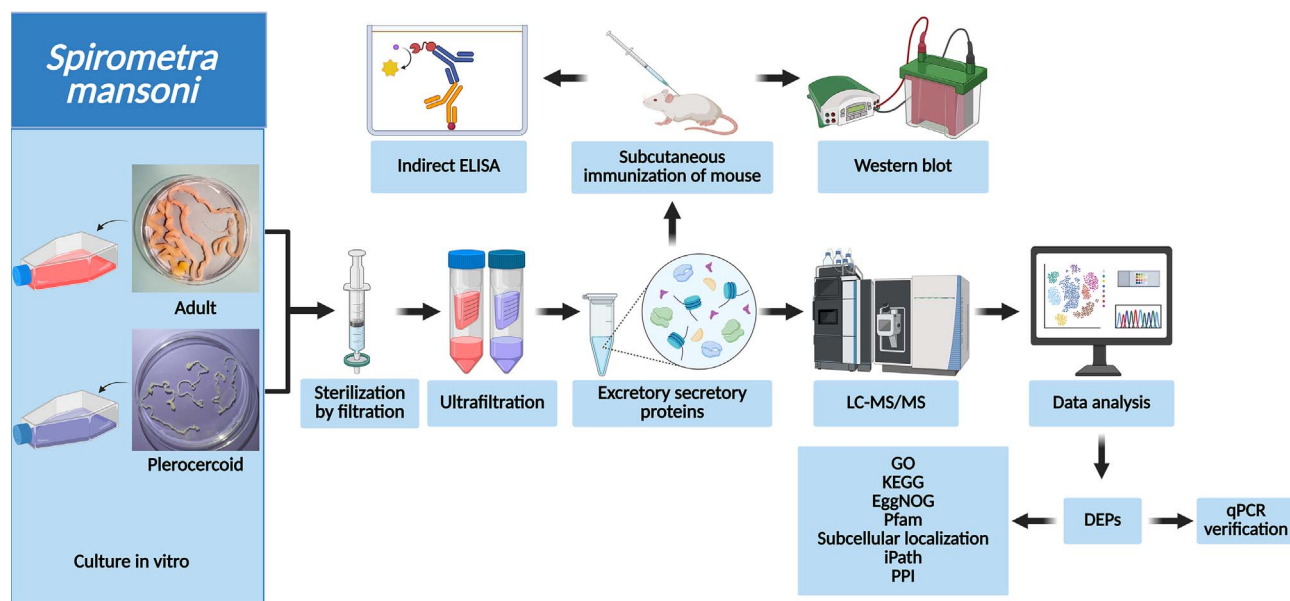 Spirometra
mansoni
Adult
Plerocercoid
Culture in vitro
Indirect ELISA
Subcutaneous
immunization of mouse
Western blot
Sterilization
by filtration
Ultrafiltration
Excretory secretory
proteins
LC-MS/MS
Data analysis
GO
KEGG
EggNOG
Pfam
Subcellular localization
iPath
PPI
DEPs
qPCR
verification